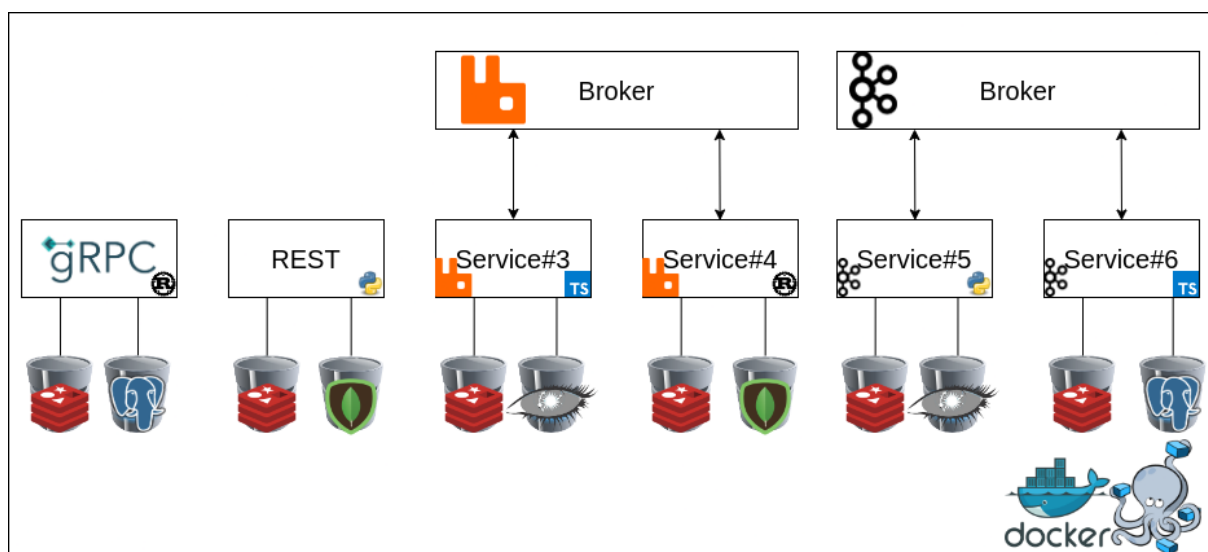 Broker
Broker
gRPC
REST
Service#3
Service#4
Service#5
Service#6
R
TS
R
TS
docker